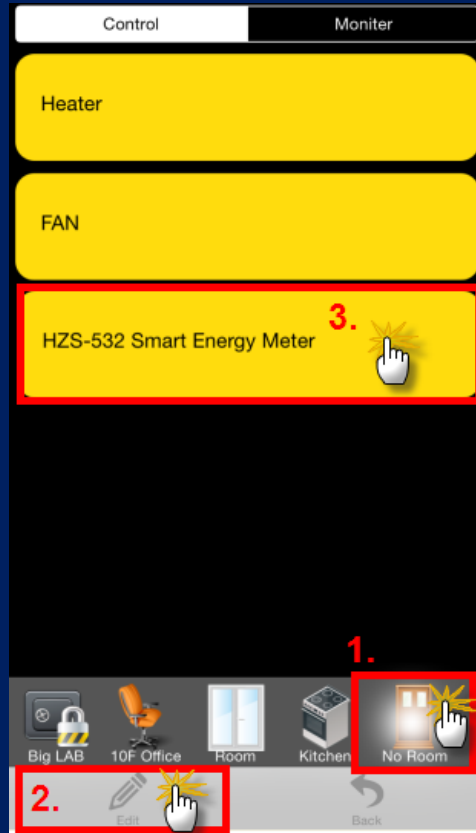 Control Moniter
Heater
FAN
HZS-532 Smart Energy Meter 3.
1.
Big LAB 10F Office Room Kitchen No Room
2. Edit Back